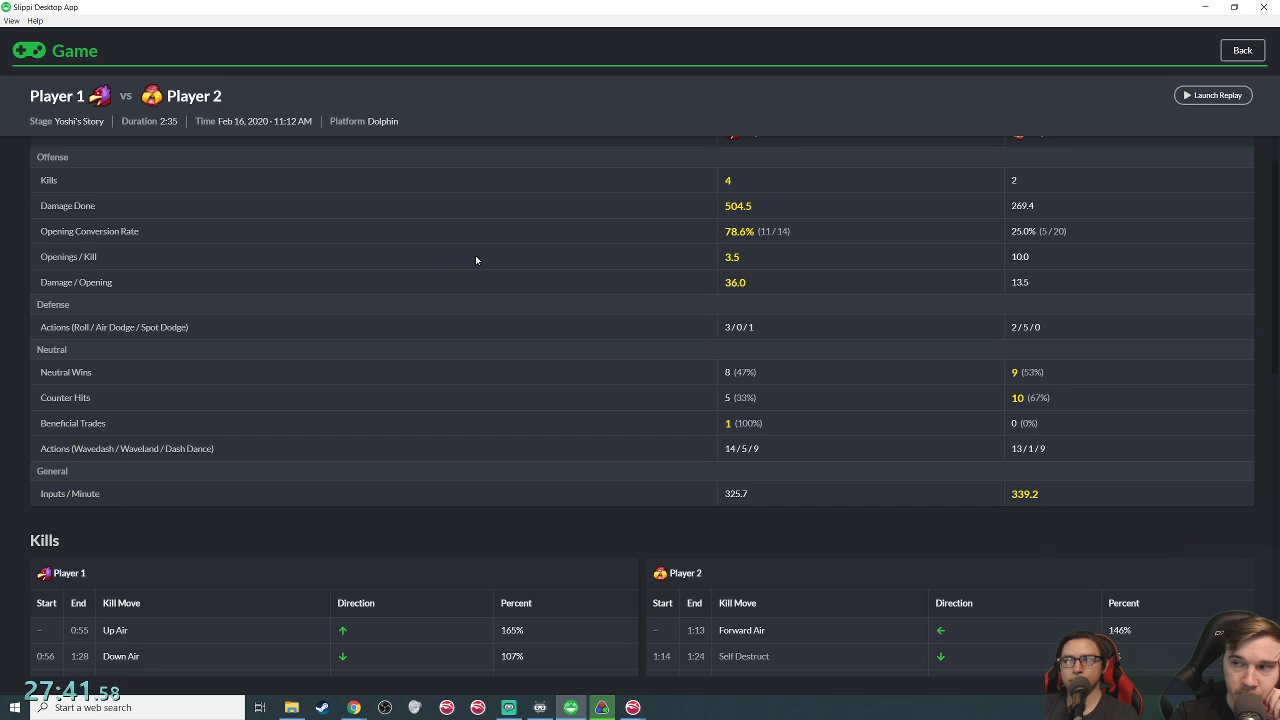 Slippi Desktop App
View Help
Game
Back
Player 1 vs Player 2
Launch Replay
Stage Yoshi's Story Duration 2:35 Time Feb 16, 2020 · 11:12 AM Platform Dolphin
Offense
Kills 4 2
Damage Done 504.5 269.4
Opening Conversion Rate 78.6% (11 / 14) 25.0% (5 / 20)
Openings / Kill 3.5 10.0
Damage / Opening 36.0 13.5
Defense
Actions (Roll / Air Dodge / Spot Dodge) 3 / 0 / 1 2 / 5 / 0
Neutral
Neutral Wins 8 (47%) 9 (53%)
Counter Hits 5 (33%) 10 (67%)
Beneficial Trades 1 (100%) 0 (0%)
Actions (Wavedash / Waveland / Dash Dance) 14 / 5 / 9 13 / 1 / 9
General
Inputs / Minute 325.7 339.2
Kills
Player 1 Player 2
Start End Kill Move Direction Percent Start End Kill Move Direction Percent
– 0:55 Up Air 165% – 1:13 Forward Air 146%
0:56 1:28 Down Air 107% 1:14 1:24 Self Destruct
27:41.58
Start a web search